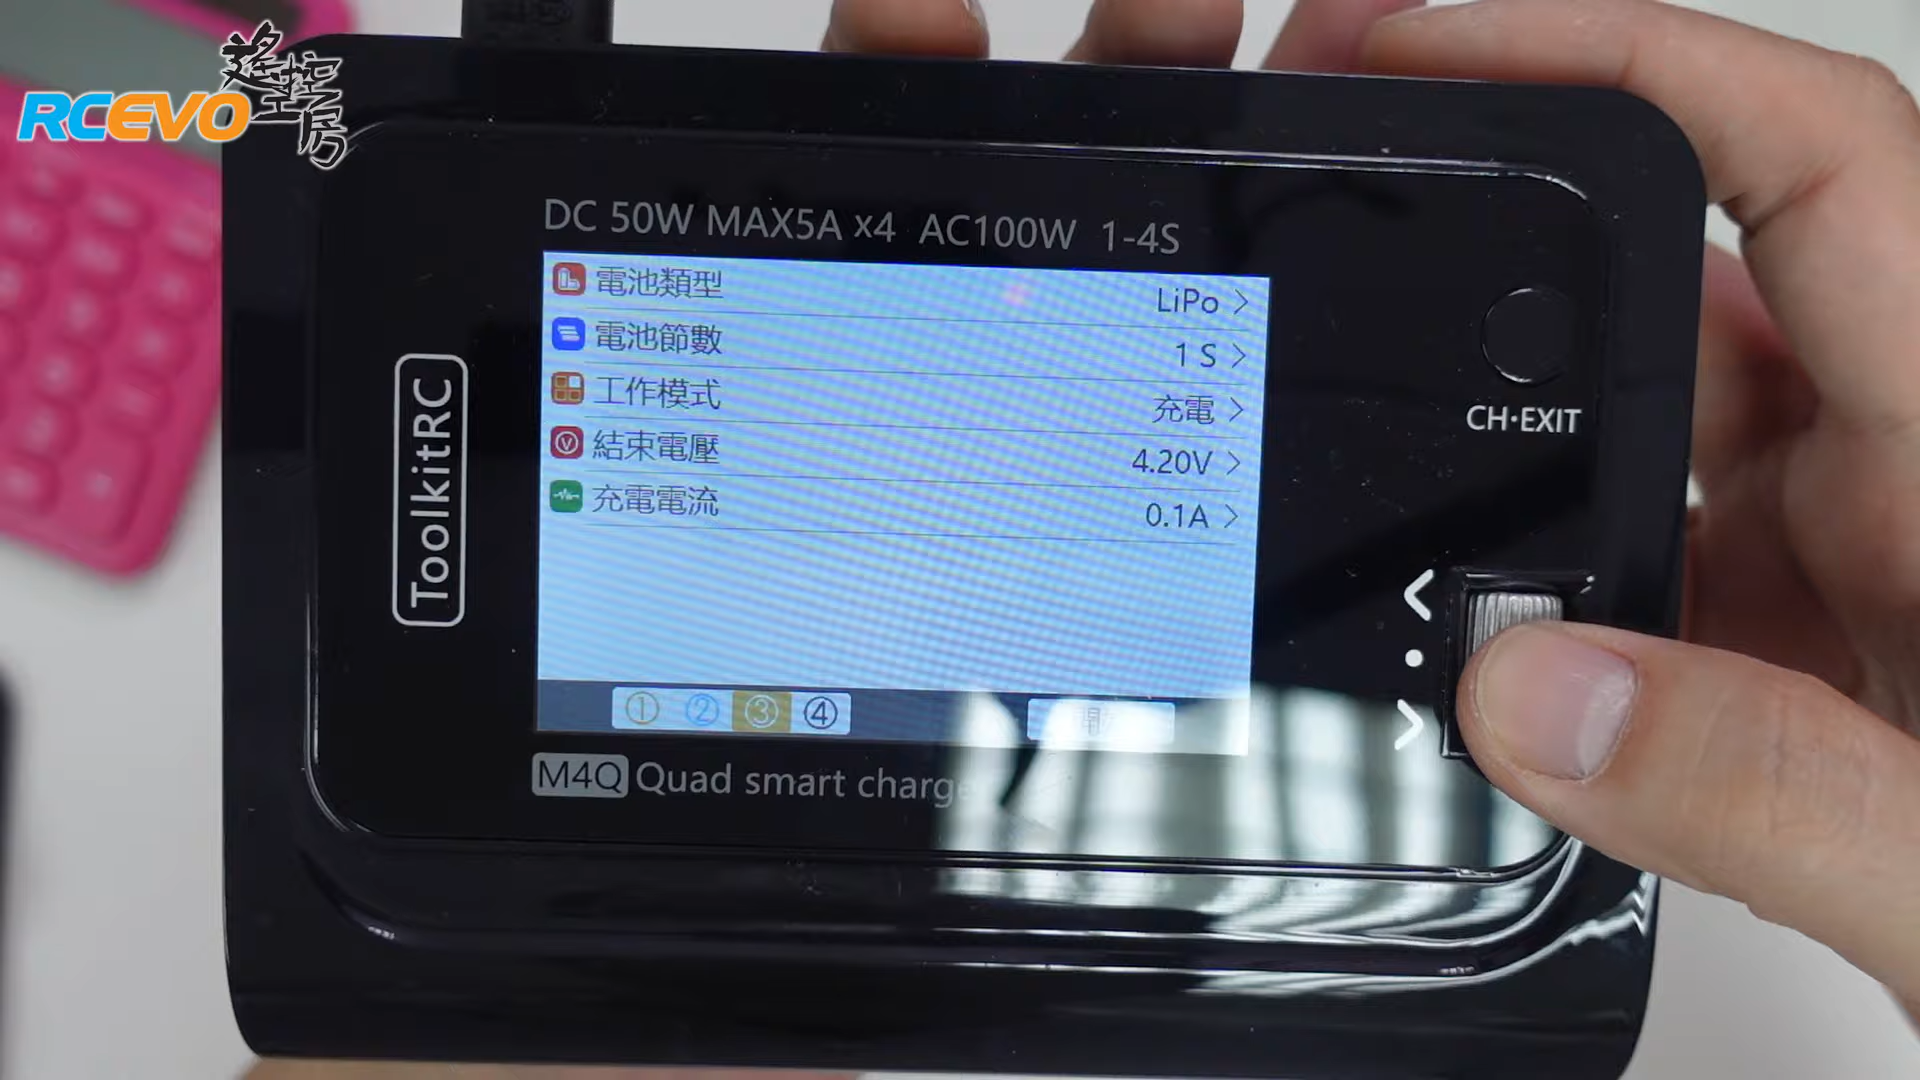 RCEVO 遙控工房
DC 50W MAX5A x4 AC100W 1-4S
電池類型 LiPo >
電池節數 1 S >
工作模式 充電 >
結束電壓 4.20V >
充電電流 0.1A >
① ② ③ ④
M4Q Quad smart charge
ToolkitRC
CH·EXIT